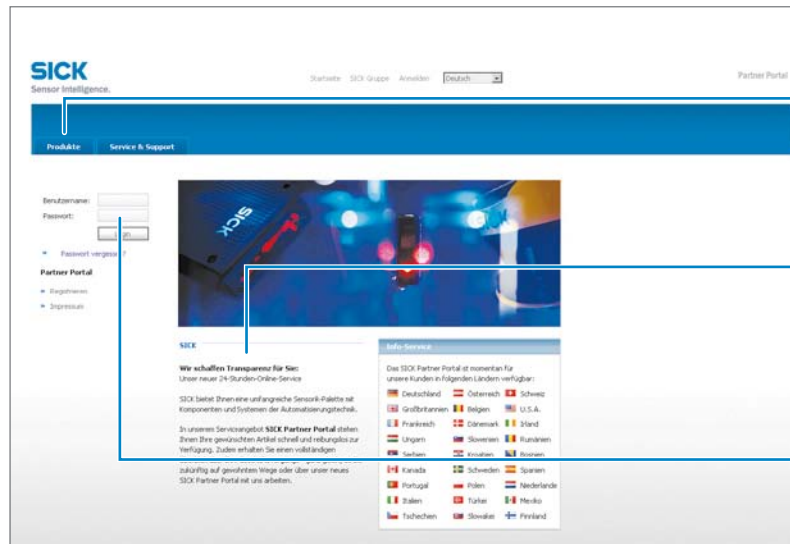 SICK
Sensor Intelligence.
Startseite SICK Gruppe Anmelden Deutsch
Partner Portal
Produkte Service & Support
Benutzername:
Passwort:
Login
Passwort vergessen?
Partner Portal
Registrieren
Impressum
SICK
SICK
SICK
Wir schaffen Transparenz für Sie:
Unser neuer 24-Stunden-Online-Service
SICK bietet Ihnen eine umfangreiche Sensorik-Palette mit
Komponenten und Systemen der Automatisierungstechnik.
In unserem Serviceangebot SICK Partner Portal stehen
Ihnen Ihre gewünschten Artikel schnell und reibungslos zur
Verfügung. Zudem erhalten Sie einen vollständigen
zukünftig auf gewohntem Wege oder über unser neues
SICK Partner Portal mit uns arbeiten.
Info-Service
Das SICK Partner Portal ist momentan für
unsere Kunden in folgenden Ländern verfügbar:
Deutschland Österreich Schweiz
Großbritannien Belgien U.S.A.
Frankreich Dänemark Irland
Ungarn Slowenien Rumänien
Serbien Kroatien Bosnien
Kanada Schweden Spanien
Portugal Polen Niederlande
Italien Türkei Mexiko
Tschechien Slowakei Finnland